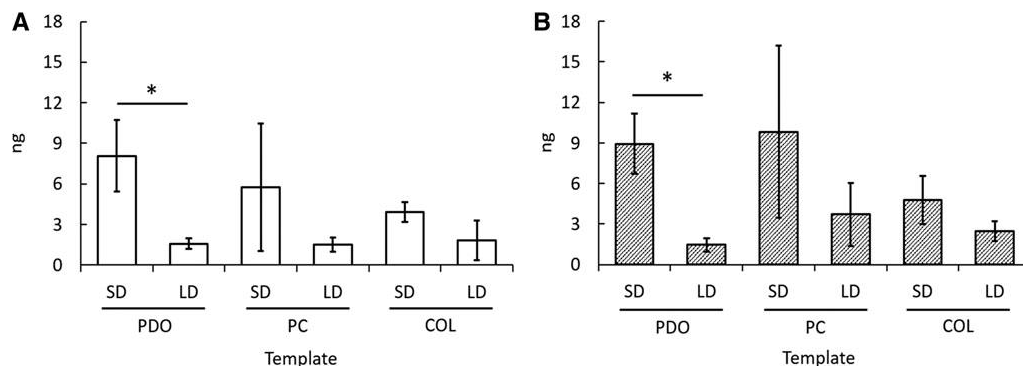 A
18
15
12
9
6
3
0
ng
*
SD LD SD LD SD LD
PDO PC COL
Template
B
18
15
12
9
6
3
0
ng
*
SD LD SD LD SD LD
PDO PC COL
Template